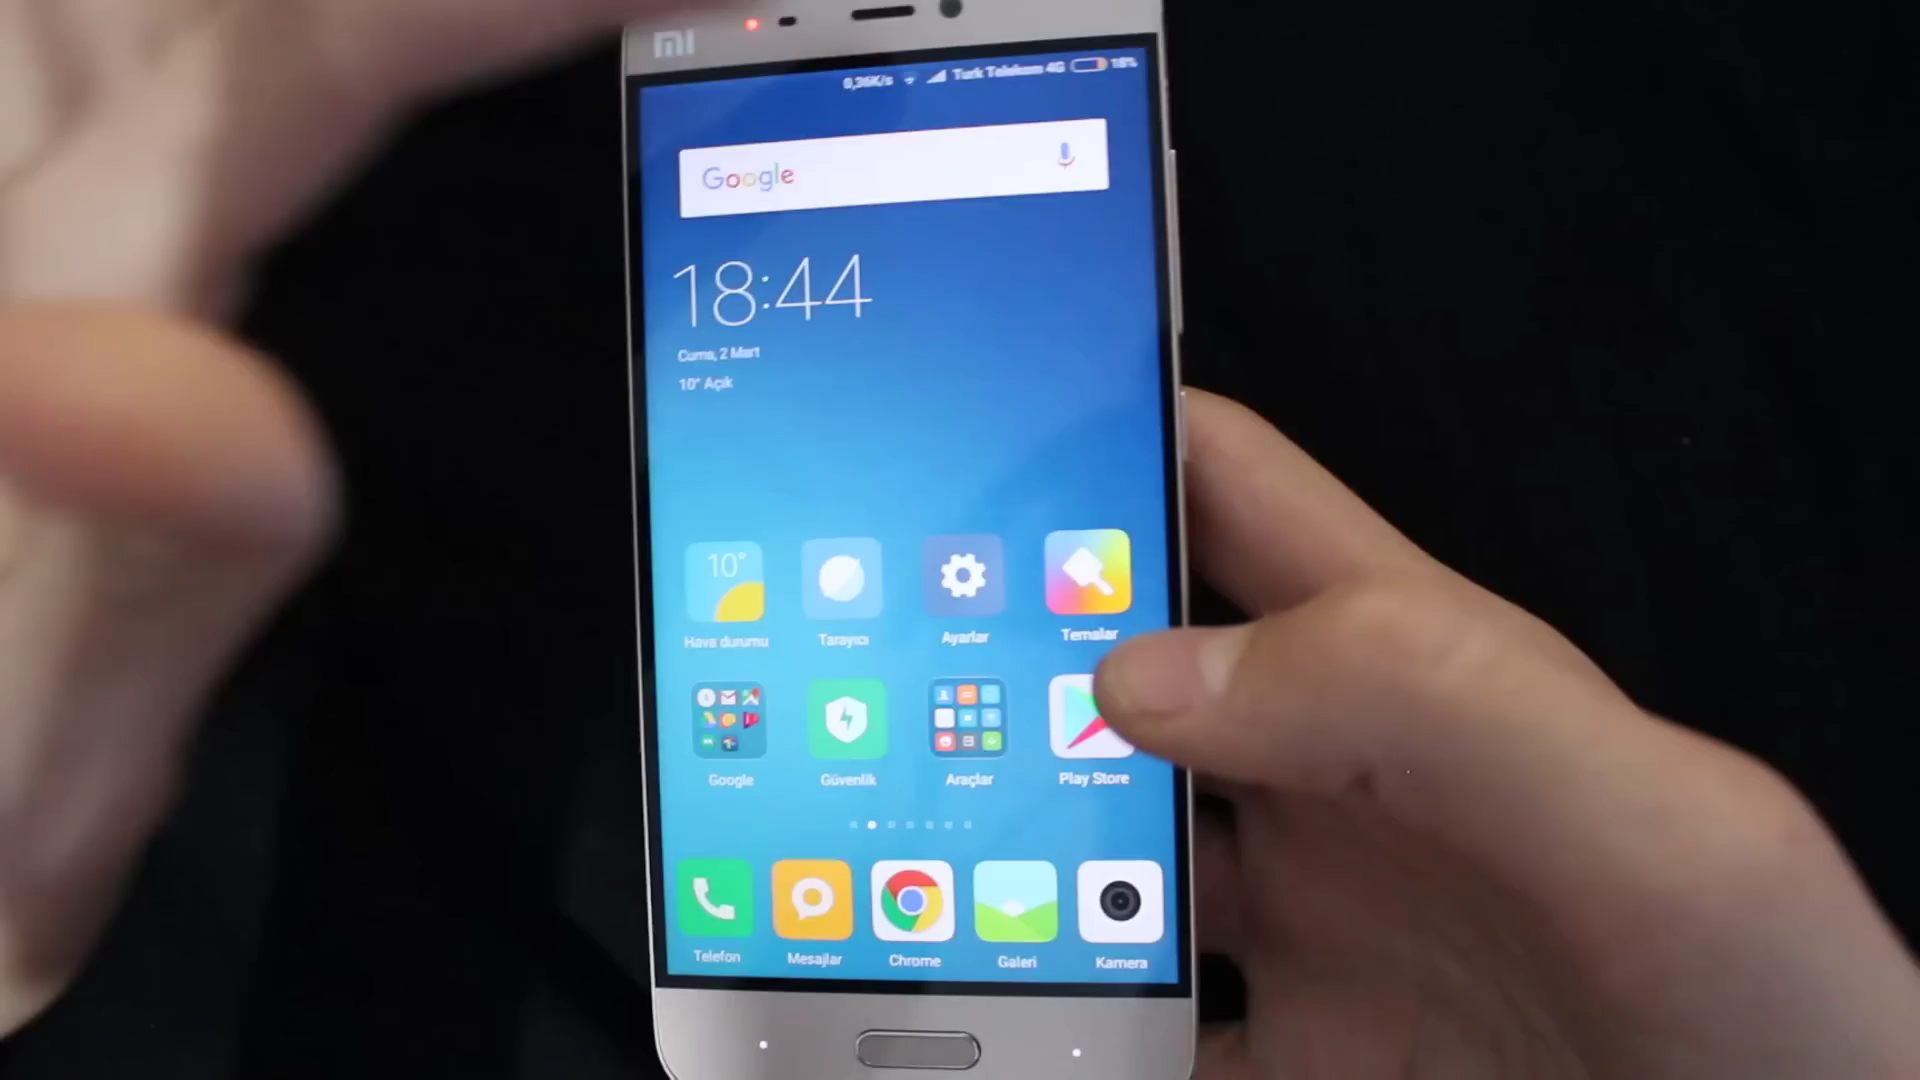 mi
0,36K/s Turk Telekom 4G 18%
Google
18:44
Cuma, 2 Mart
10° Açık
10°
Hava durumu Tarayıcı Ayarlar Temalar
Google Güvenlik Araçlar Play Store
Telefon Mesajlar Chrome Galeri Kamera